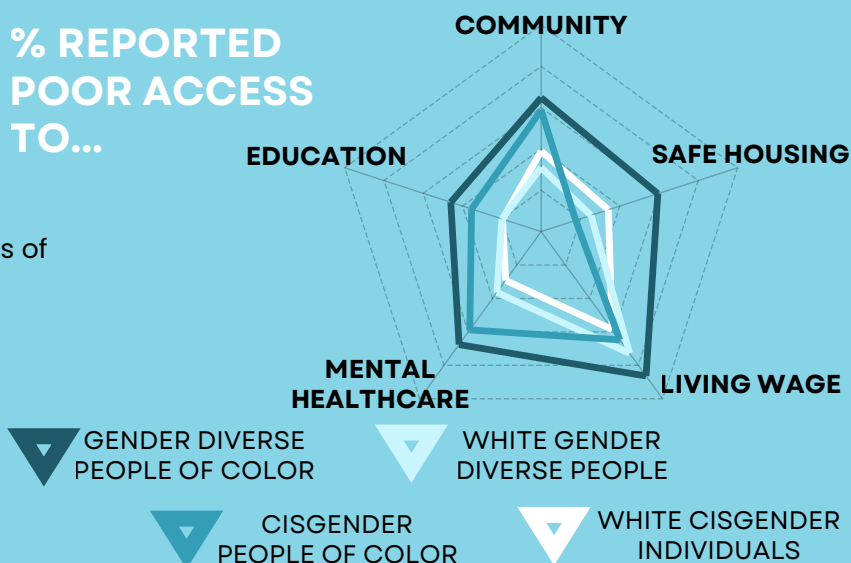 % REPORTED
POOR ACCESS
TO...
COMMUNITY
EDUCATION
SAFE HOUSING
s of
MENTAL
HEALTHCARE
LIVING WAGE
GENDER DIVERSE
PEOPLE OF COLOR
WHITE GENDER
DIVERSE PEOPLE
CISGENDER
PEOPLE OF COLOR
WHITE CISGENDER
INDIVIDUALS